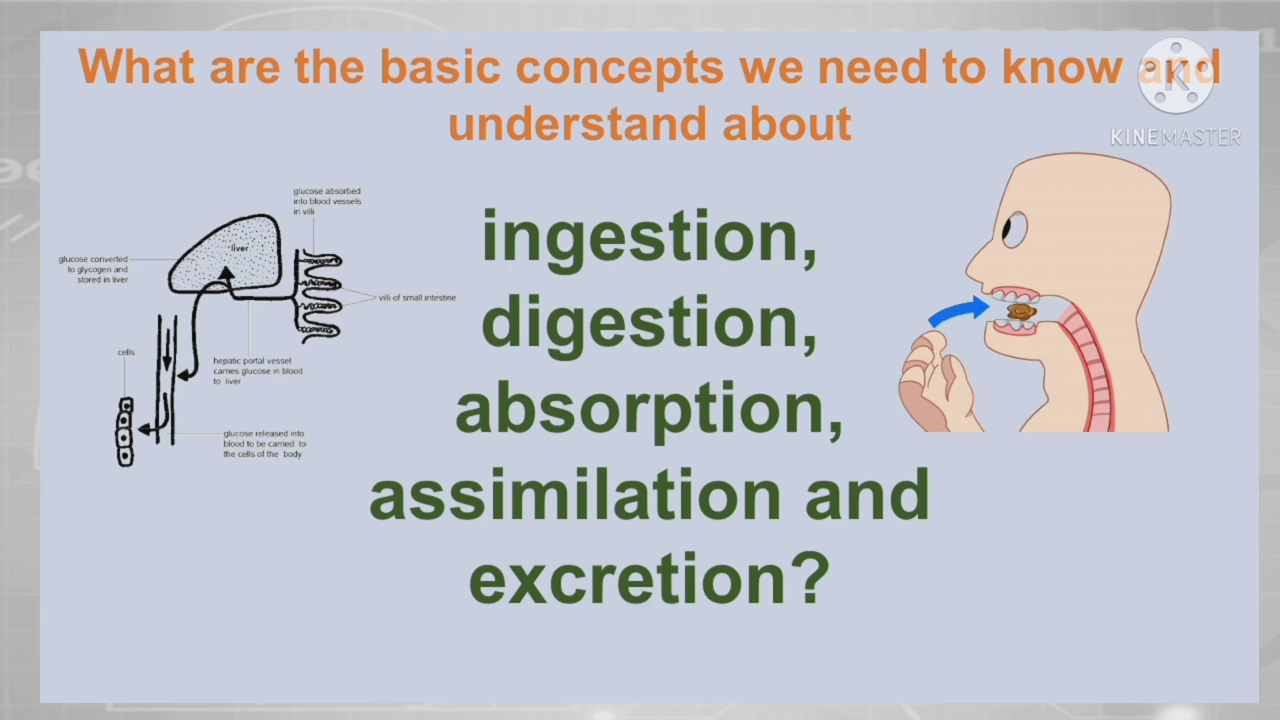 What are the basic concepts we need to know and
understand about
K
KINEMASTER
glucose absorbed
into blood vessels
in villi
liver
glucose converted
to glycogen and
stored in liver
villi of small intestine
cells
hepatic portal vessel
carries glucose in blood
to liver
glucose released into
blood to be carried to
the cells of the body
ingestion,
digestion,
absorption,
assimilation and
excretion?